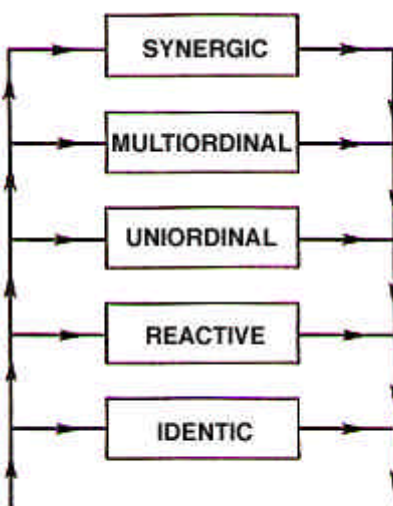 SYNERGIC
MULTIORDINAL
UNIORDINAL
REACTIVE
IDENTIC